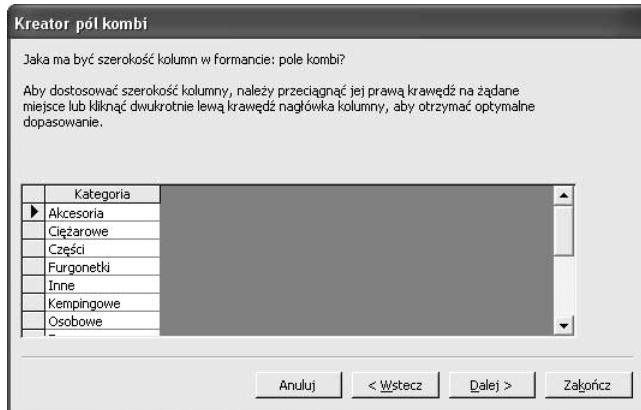 Kreator pól kombi
Jaka ma być szerokość kolumn w formancie: pole kombi?
Aby dostosować szerokość kolumny, należy przeciągnąć jej prawą krawędź na żądane
miejsce lub kliknąć dwukrotnie lewą krawędź nagłówka kolumny, aby otrzymać optymalne
dopasowanie.
Kategoria
Akcesoria
Ciężarowe
Części
Furgonetki
Inne
Kempingowe
Osobowe
Anuluj < Wstecz Dalej > Zakończ